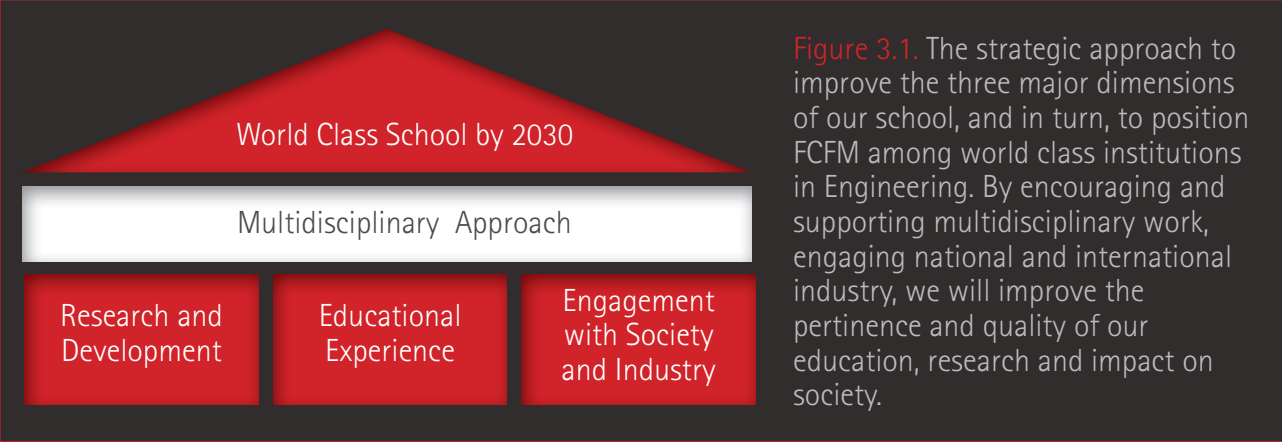 World Class School by 2030
Multidisciplinary Approach
Research and
Development
Educational
Experience
Engagement
with Society
and Industry
Figure 3.1. The strategic approach to
improve the three major dimensions
of our school, and in turn, to position
FCFM among world class institutions
in Engineering. By encouraging and
supporting multidisciplinary work,
engaging national and international
industry, we will improve the
pertinence and quality of our
education, research and impact on
society.